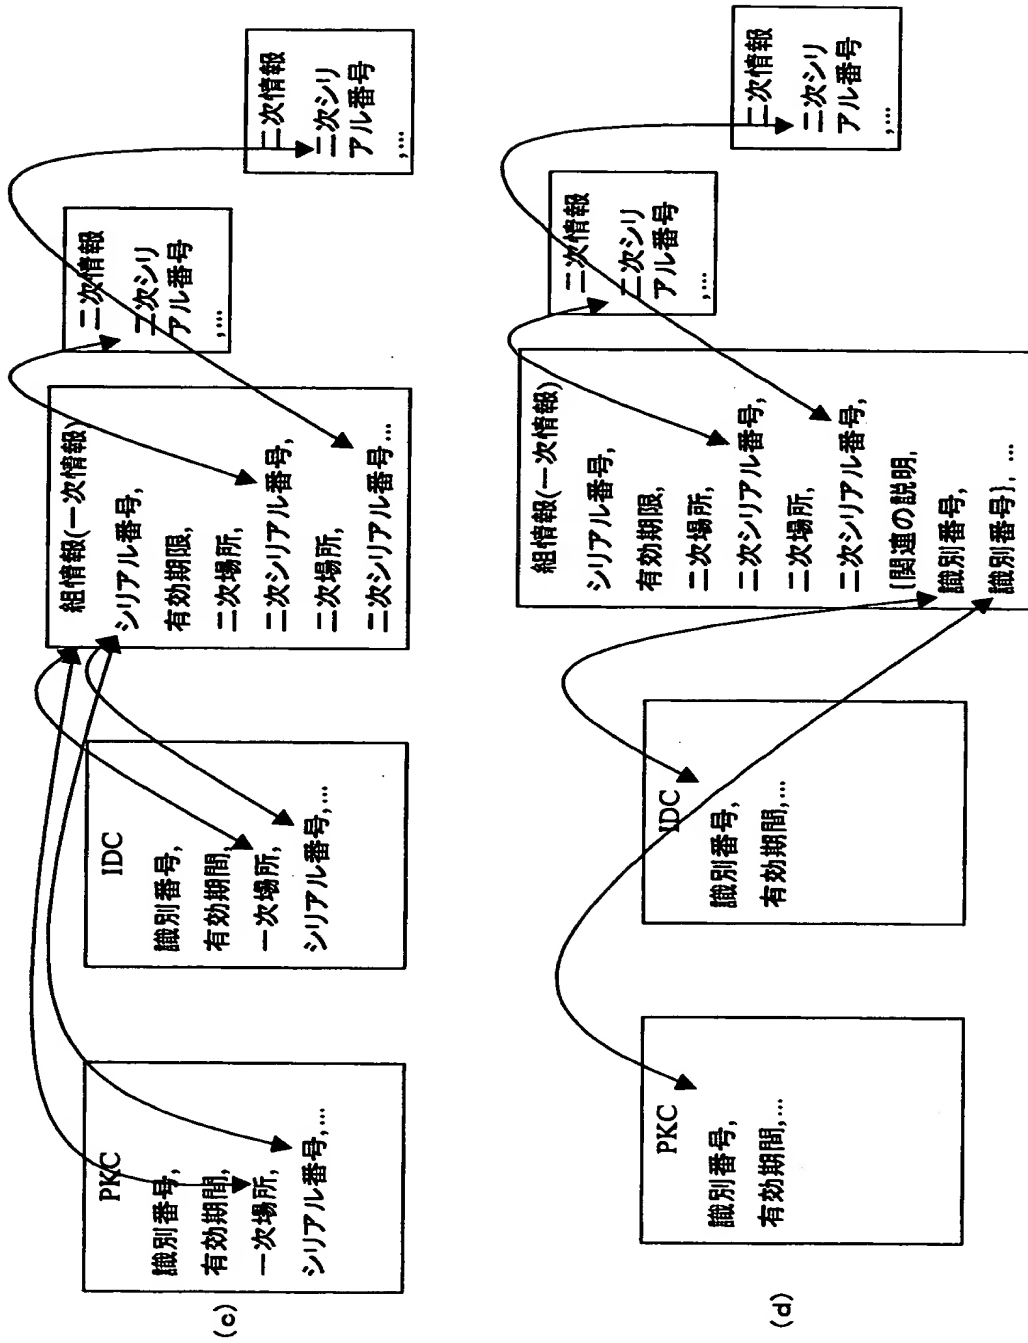 (c)
PKC
識別番号,
有効期間,
一次場所,
シリアル番号,...
IDC
識別番号,
有効期間,
一次場所,
シリアル番号,...
組情報(一次情報)
シリアル番号,
有効期限,
二次場所,
二次シリアル番号,
二次場所,
二次シリアル番号...
二次情報
二次シリ
アル番号
,...
二次情報
二次シリ
アル番号
,...
(d)
PKC
識別番号,
有効期間,...
IDC
識別番号,
有効期間,...
組情報(一次情報)
シリアル番号,
有効期限,
二次場所,
二次シリアル番号,
二次場所,
二次シリアル番号,
{関連の説明,
識別番号,
識別番号}, ...
二次情報
二次シリ
アル番号
,...
二次情報
二次シリ
アル番号
,...